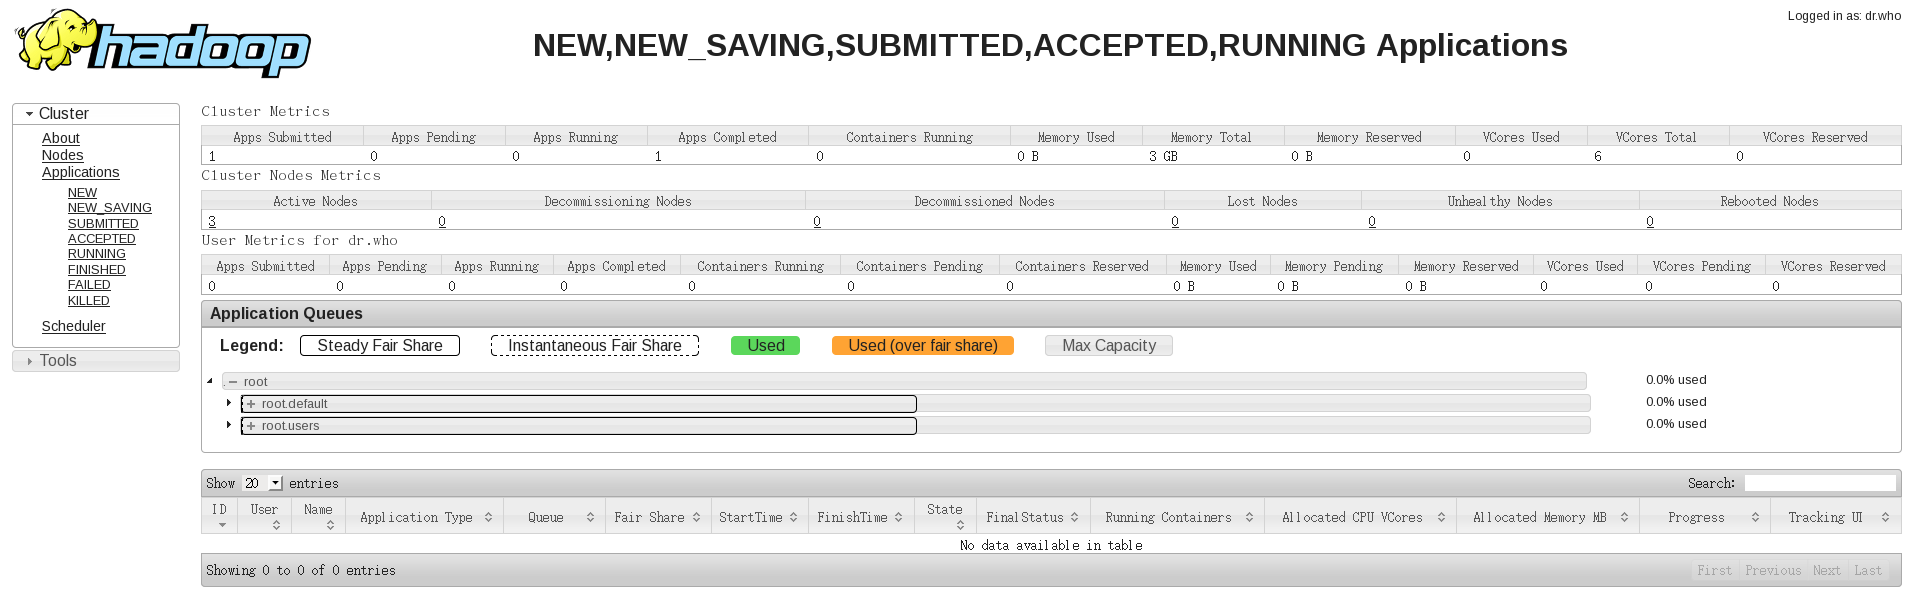 Logged in as: dr.who
hadoop
NEW,NEW_SAVING,SUBMITTED,ACCEPTED,RUNNING Applications
Cluster
About
Nodes
Applications
NEW
NEW_SAVING
SUBMITTED
ACCEPTED
RUNNING
FINISHED
FAILED
KILLED
Scheduler
Tools
Cluster Metrics
Apps Submitted Apps Pending Apps Running Apps Completed Containers Running Memory Used Memory Total Memory Reserved VCores Used VCores Total VCores Reserved
1 0 0 1 0 0 B 3 GB 0 B 0 6 0
Cluster Nodes Metrics
Active Nodes Decommissioning Nodes Decommissioned Nodes Lost Nodes Unhealthy Nodes Rebooted Nodes
3 0 0 0 0 0
User Metrics for dr.who
Apps Submitted Apps Pending Apps Running Apps Completed Containers Running Containers Pending Containers Reserved Memory Used Memory Pending Memory Reserved VCores Used VCores Pending VCores Reserved
0 0 0 0 0 0 0 0 B 0 B 0 B 0 0 0
Application Queues
Legend: Steady Fair Share Instantaneous Fair Share Used Used (over fair share) Max Capacity
root 0.0% used
root.default 0.0% used
root.users 0.0% used
Show 20 entries Search:
ID User Name Application Type Queue Fair Share StartTime FinishTime State FinalStatus Running Containers Allocated CPU VCores Allocated Memory MB Progress Tracking UI
No data available in table
Showing 0 to 0 of 0 entries First Previous Next Last